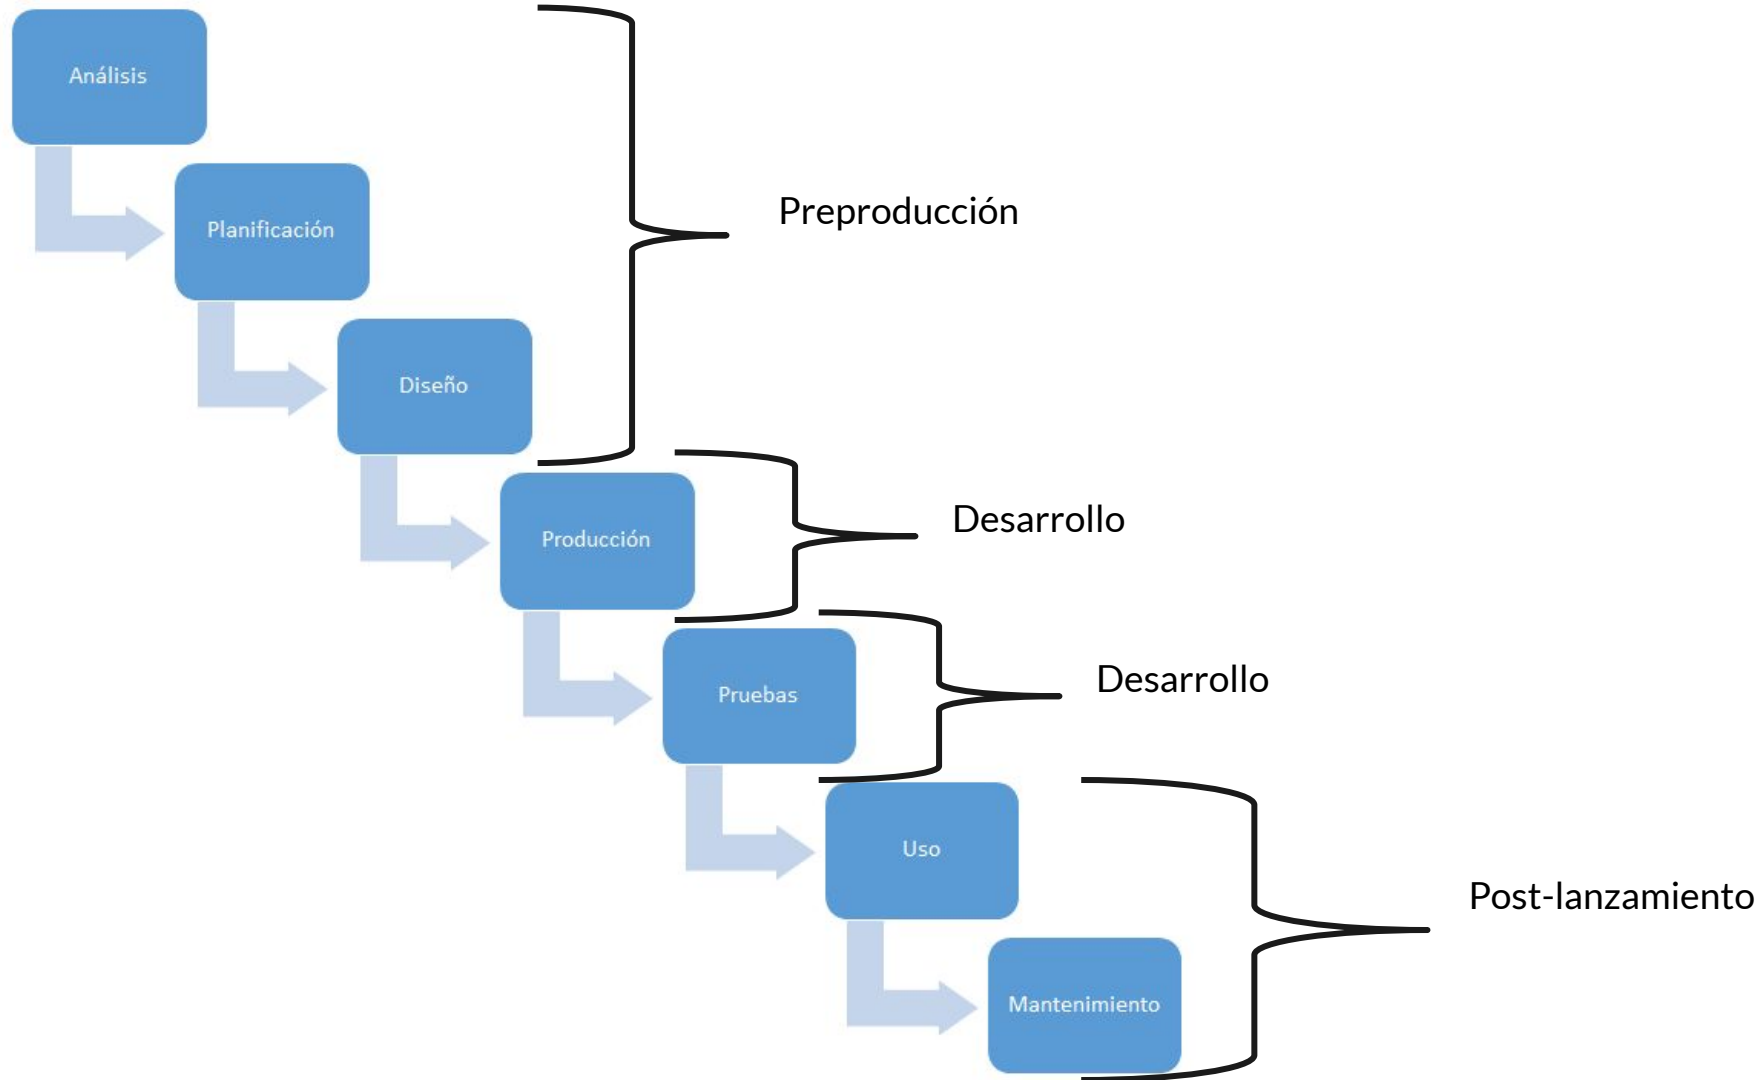 Análisis
Planificación
Preproducción
Diseño
Producción
Desarrollo
Pruebas
Desarrollo
Uso
Post-lanzamiento
Mantenimiento